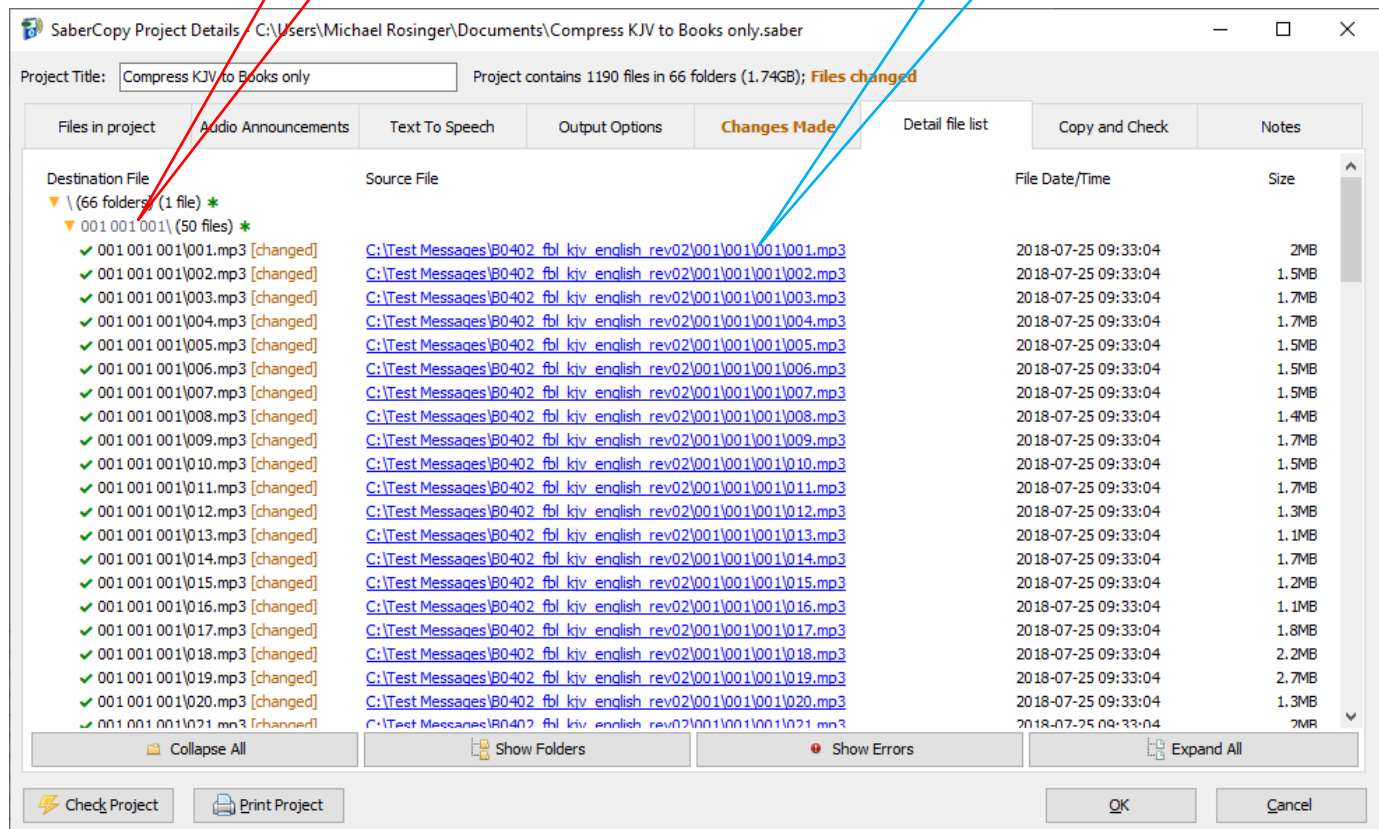 SaberCopy Project Details - C:\Users\Michael Rosinger\Documents\Compress KJV to Books only.saber
Project Title: Compress KJV to Books only Project contains 1190 files in 66 folders (1.74GB); Files changed
Files in project Audio Announcements Text To Speech Output Options Changes Made Detail file list Copy and Check Notes
Destination File Source File File Date/Time Size
\ (66 folders) (1 file) *
001 001 001\ (50 files) *
001 001 001\001.mp3 [changed] C:\Test Messages\B0402_fbl_kjv_english_rev02\001\001\001\001.mp3 2018-07-25 09:33:04 2MB
001 001 001\002.mp3 [changed] C:\Test Messages\B0402_fbl_kjv_english_rev02\001\001\001\002.mp3 2018-07-25 09:33:04 1.5MB
001 001 001\003.mp3 [changed] C:\Test Messages\B0402_fbl_kjv_english_rev02\001\001\001\003.mp3 2018-07-25 09:33:04 1.7MB
001 001 001\004.mp3 [changed] C:\Test Messages\B0402_fbl_kjv_english_rev02\001\001\001\004.mp3 2018-07-25 09:33:04 1.7MB
001 001 001\005.mp3 [changed] C:\Test Messages\B0402_fbl_kjv_english_rev02\001\001\001\005.mp3 2018-07-25 09:33:04 1.5MB
001 001 001\006.mp3 [changed] C:\Test Messages\B0402_fbl_kjv_english_rev02\001\001\001\006.mp3 2018-07-25 09:33:04 1.5MB
001 001 001\007.mp3 [changed] C:\Test Messages\B0402_fbl_kjv_english_rev02\001\001\001\007.mp3 2018-07-25 09:33:04 1.5MB
001 001 001\008.mp3 [changed] C:\Test Messages\B0402_fbl_kjv_english_rev02\001\001\001\008.mp3 2018-07-25 09:33:04 1.4MB
001 001 001\009.mp3 [changed] C:\Test Messages\B0402_fbl_kjv_english_rev02\001\001\001\009.mp3 2018-07-25 09:33:04 1.7MB
001 001 001\010.mp3 [changed] C:\Test Messages\B0402_fbl_kjv_english_rev02\001\001\001\010.mp3 2018-07-25 09:33:04 1.5MB
001 001 001\011.mp3 [changed] C:\Test Messages\B0402_fbl_kjv_english_rev02\001\001\001\011.mp3 2018-07-25 09:33:04 1.7MB
001 001 001\012.mp3 [changed] C:\Test Messages\B0402_fbl_kjv_english_rev02\001\001\001\012.mp3 2018-07-25 09:33:04 1.3MB
001 001 001\013.mp3 [changed] C:\Test Messages\B0402_fbl_kjv_english_rev02\001\001\001\013.mp3 2018-07-25 09:33:04 1.1MB
001 001 001\014.mp3 [changed] C:\Test Messages\B0402_fbl_kjv_english_rev02\001\001\001\014.mp3 2018-07-25 09:33:04 1.7MB
001 001 001\015.mp3 [changed] C:\Test Messages\B0402_fbl_kjv_english_rev02\001\001\001\015.mp3 2018-07-25 09:33:04 1.2MB
001 001 001\016.mp3 [changed] C:\Test Messages\B0402_fbl_kjv_english_rev02\001\001\001\016.mp3 2018-07-25 09:33:04 1.1MB
001 001 001\017.mp3 [changed] C:\Test Messages\B0402_fbl_kjv_english_rev02\001\001\001\017.mp3 2018-07-25 09:33:04 1.8MB
001 001 001\018.mp3 [changed] C:\Test Messages\B0402_fbl_kjv_english_rev02\001\001\001\018.mp3 2018-07-25 09:33:04 2.2MB
001 001 001\019.mp3 [changed] C:\Test Messages\B0402_fbl_kjv_english_rev02\001\001\001\019.mp3 2018-07-25 09:33:04 2.7MB
001 001 001\020.mp3 [changed] C:\Test Messages\B0402_fbl_kjv_english_rev02\001\001\001\020.mp3 2018-07-25 09:33:04 1.3MB
001 001 001\021.mp3 [changed] C:\Test Messages\B0402_fbl_kjv_english_rev02\001\001\001\021.mp3 2018-07-25 09:33:04 2MB
Collapse All Show Folders Show Errors Expand All
Check Project Print Project OK Cancel